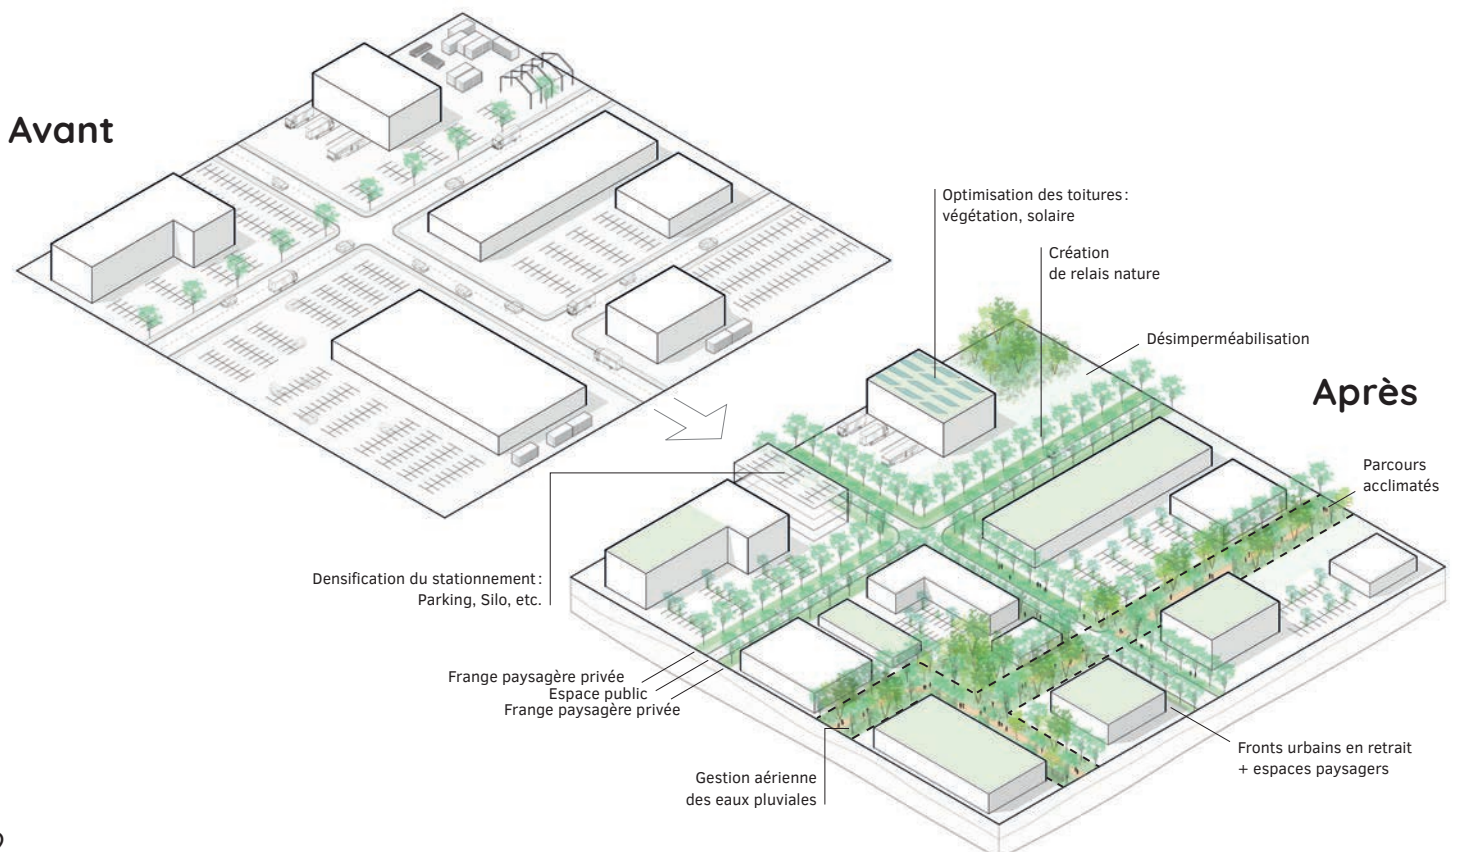 Avant
Optimisation des toitures :
végétation, solaire
Création
de relais nature
Désimperméabilisation
Après
Parcours
acclimatés
Densification du stationnement :
Parking, Silo, etc.
Frange paysagère privée
Espace public
Frange paysagère privée
Gestion aérienne
des eaux pluviales
Fronts urbains en retrait
+ espaces paysagers